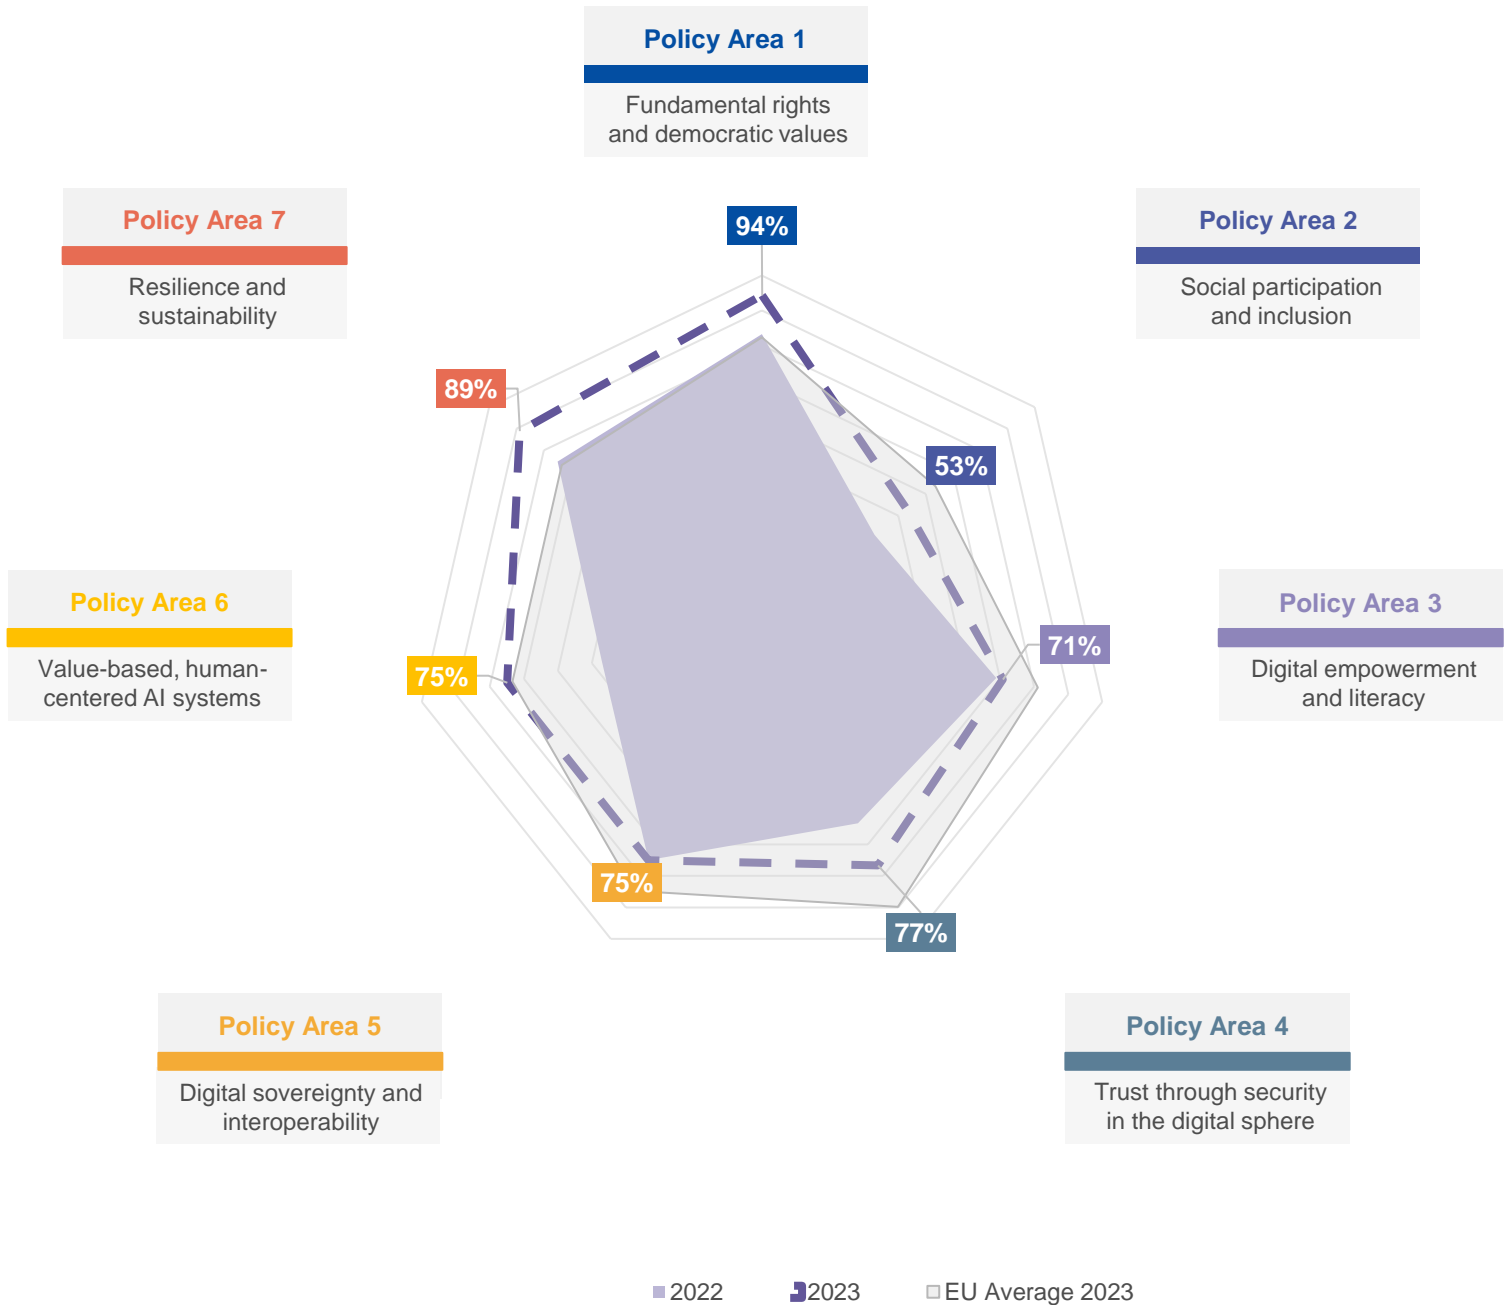 Policy Area 1
Fundamental rights
and democratic values
Policy Area 7
Resilience and
sustainability
94%
Policy Area 2
Social participation
and inclusion
89%
53%
Policy Area 6
Value-based, human-
centered AI systems
75%
71%
Policy Area 3
Digital empowerment
and literacy
75%
77%
Policy Area 5
Digital sovereignty and
interoperability
Policy Area 4
Trust through security
in the digital sphere
2022
2023
EU Average 2023